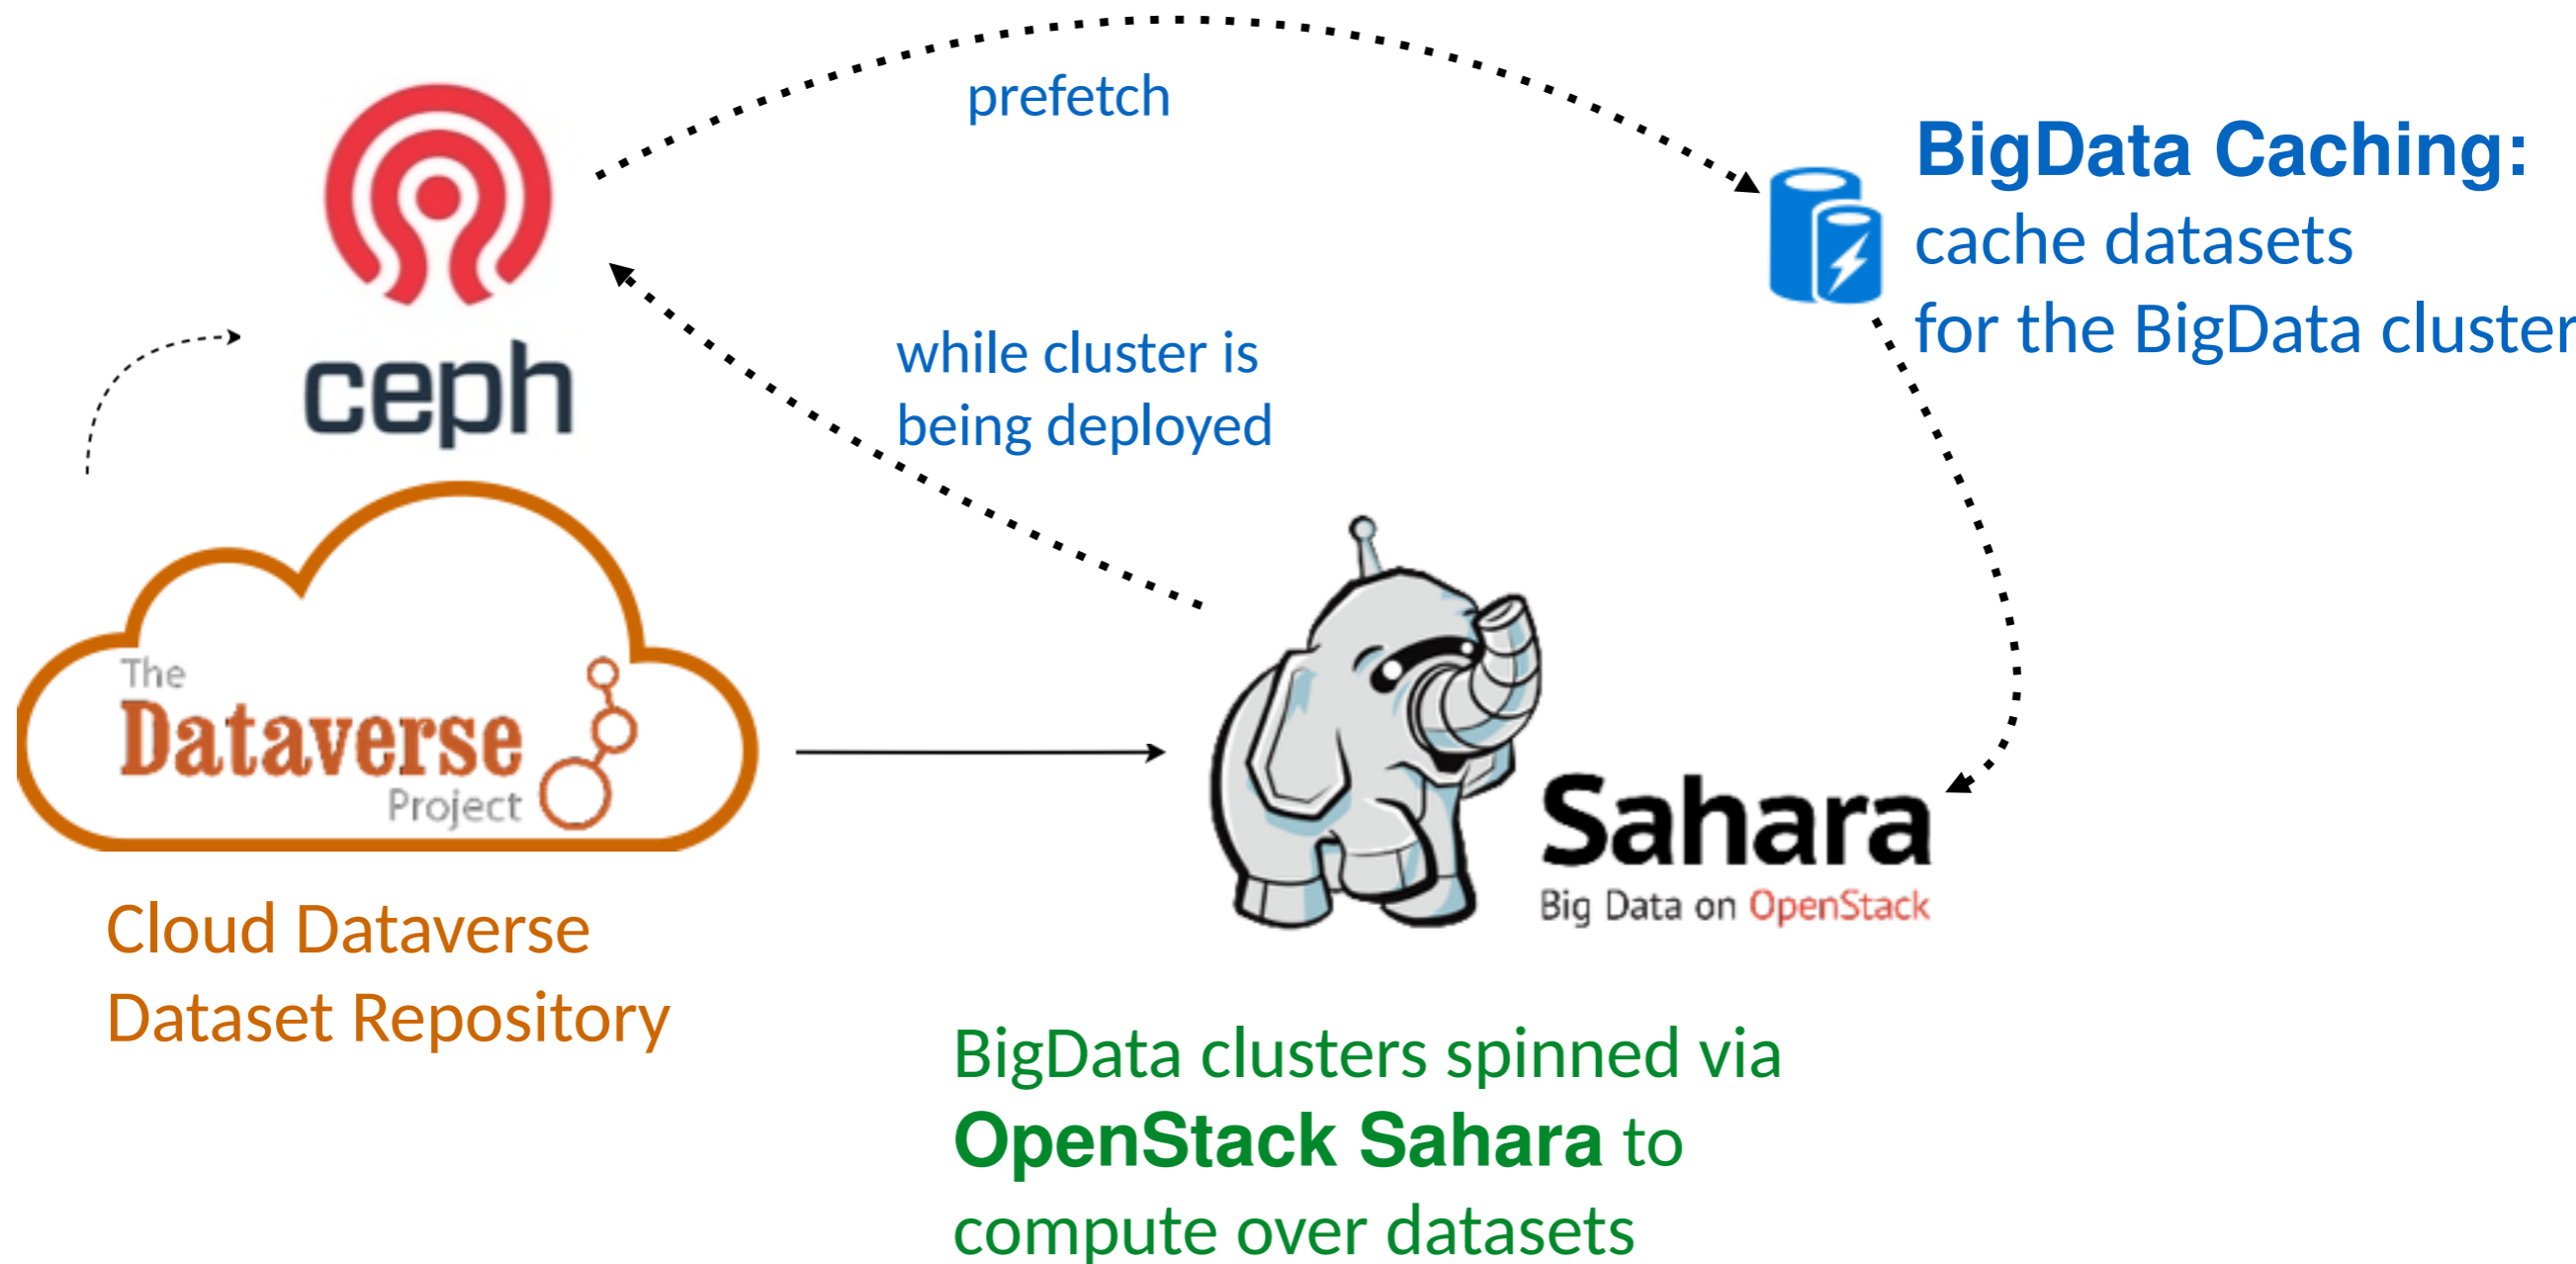 prefetch
BigData Caching:
cache datasets
for the BigData cluster
while cluster is
being deployed
ceph
The
Dataverse
Project
Sahara
Big Data on OpenStack
Cloud Dataverse
Dataset Repository
BigData clusters spinned via
OpenStack Sahara to
compute over datasets